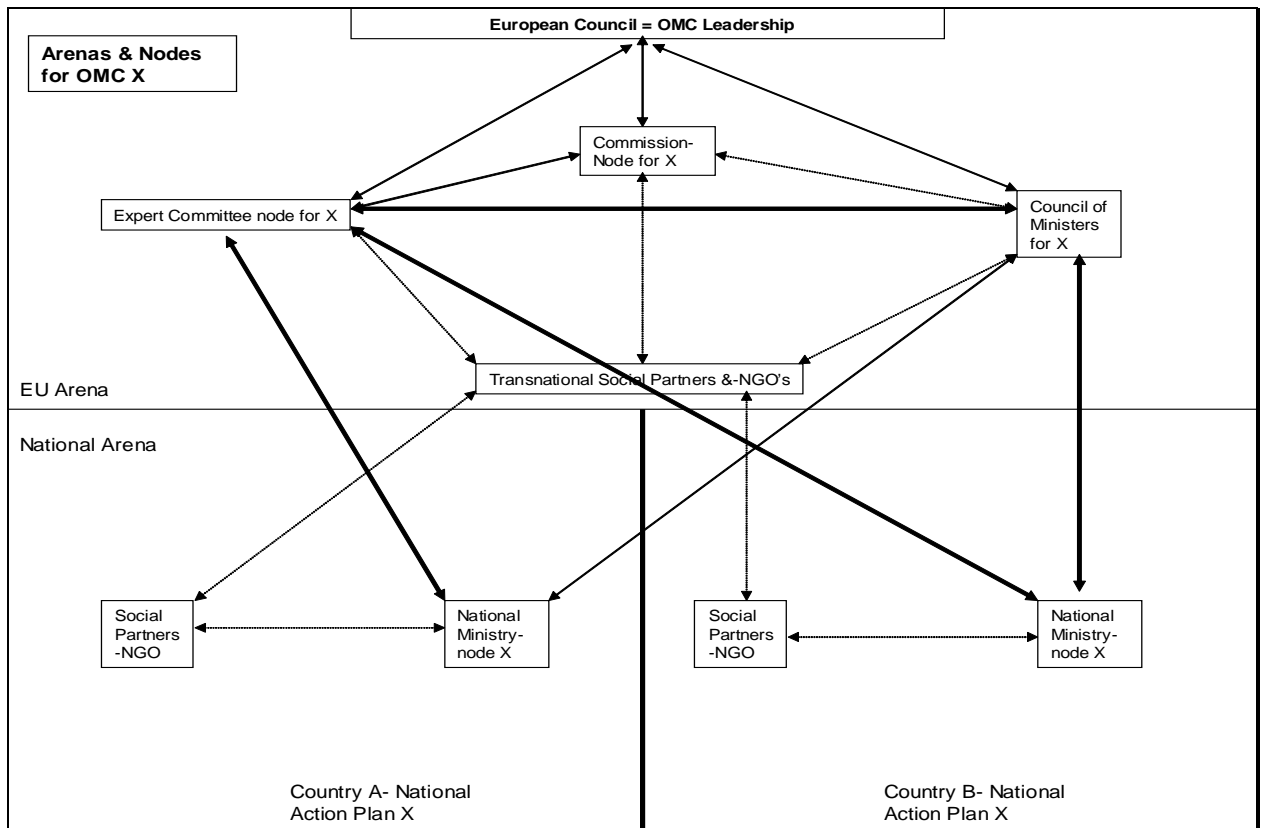 European Council = OMC Leadership
Arenas & Nodes
for OMC X
Commission-
Node for X
Expert Committee node for X
Council of
Ministers
for X
Transnational Social Partners &-NGO's
EU Arena
National Arena
Social
Partners
-NGO
National
Ministry-
node X
Social
Partners
-NGO
National
Ministry-
node X
Country A- National
Action Plan X
Country B- National
Action Plan X